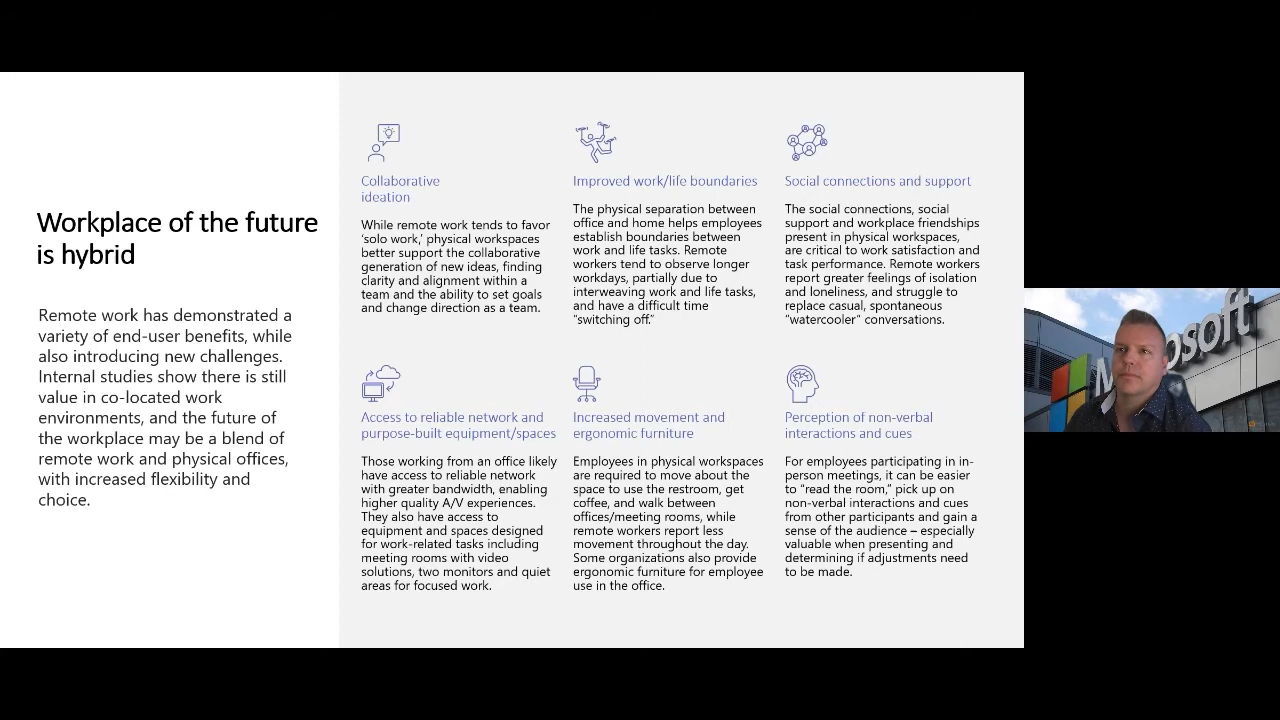 Workplace of the future
is hybrid
Remote work has demonstrated a
variety of end-user benefits, while
also introducing new challenges.
Internal studies show there is still
value in co-located work
environments, and the future of
the workplace may be a blend of
remote work and physical offices,
with increased flexibility and
choice.
Collaborative
ideation
While remote work tends to favor
‘solo work,’ physical workspaces
better support the collaborative
generation of new ideas, finding
clarity and alignment within a
team and the ability to set goals
and change direction as a team.
Improved work/life boundaries
The physical separation between
office and home helps employees
establish boundaries between
work and life tasks. Remote
workers tend to observe longer
workdays, partially due to
interweaving work and life tasks,
and have a difficult time
“switching off.”
Social connections and support
The social connections, social
support and workplace friendships
present in physical workspaces,
are critical to work satisfaction and
task performance. Remote workers
report greater feelings of isolation
and loneliness, and struggle to
replace casual, spontaneous
“watercooler” conversations.
Access to reliable network and
purpose-built equipment/spaces
Those working from an office likely
have access to reliable network
with greater bandwidth, enabling
higher quality A/V experiences.
They also have access to
equipment and spaces designed
for work-related tasks including
meeting rooms with video
solutions, two monitors and quiet
areas for focused work.
Increased movement and
ergonomic furniture
Employees in physical workspaces
are required to move about the
space to use the restroom, get
coffee, and walk between
offices/meeting rooms, while
remote workers report less
movement throughout the day.
Some organizations also provide
ergonomic furniture for employee
use in the office.
Perception of non-verbal
interactions and cues
For employees participating in in-
person meetings, it can be easier
to “read the room,” pick up on
non-verbal interactions and cues
from other participants and gain a
sense of the audience – especially
valuable when presenting and
determining if adjustments need
to be made.
M osoft